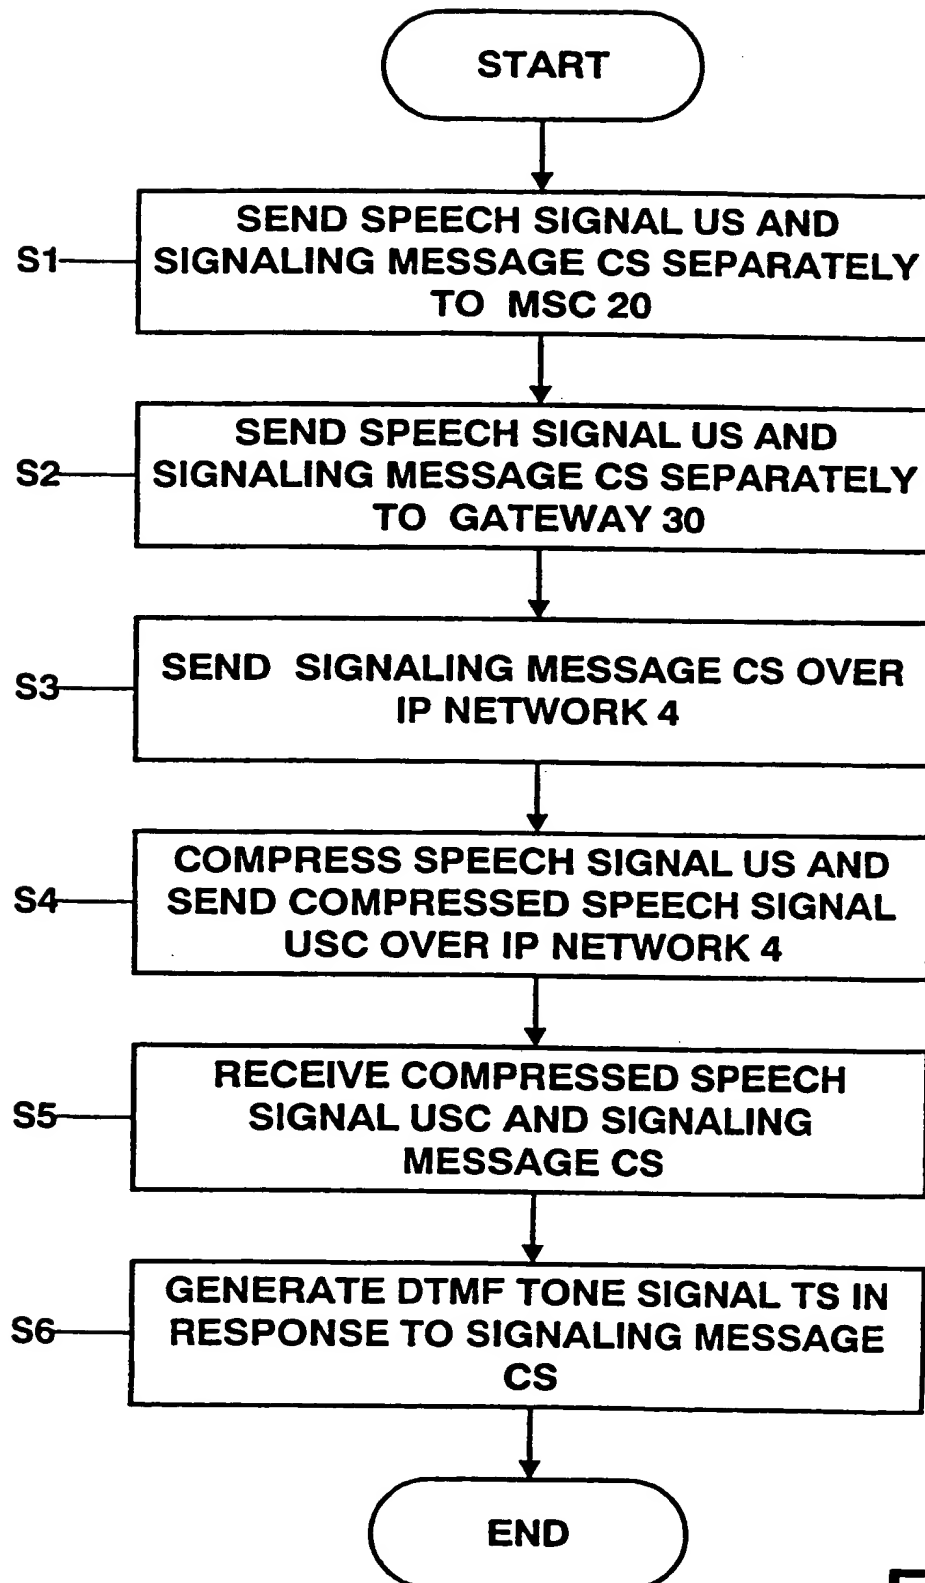 START
S1
SEND SPEECH SIGNAL US AND
SIGNALING MESSAGE CS SEPARATELY
TO MSC 20
S2
SEND SPEECH SIGNAL US AND
SIGNALING MESSAGE CS SEPARATELY
TO GATEWAY 30
S3
SEND SIGNALING MESSAGE CS OVER
IP NETWORK 4
S4
COMPRESS SPEECH SIGNAL US AND
SEND COMPRESSED SPEECH SIGNAL
USC OVER IP NETWORK 4
S5
RECEIVE COMPRESSED SPEECH
SIGNAL USC AND SIGNALING
MESSAGE CS
S6
GENERATE DTMF TONE SIGNAL TS IN
RESPONSE TO SIGNALING MESSAGE
CS
END